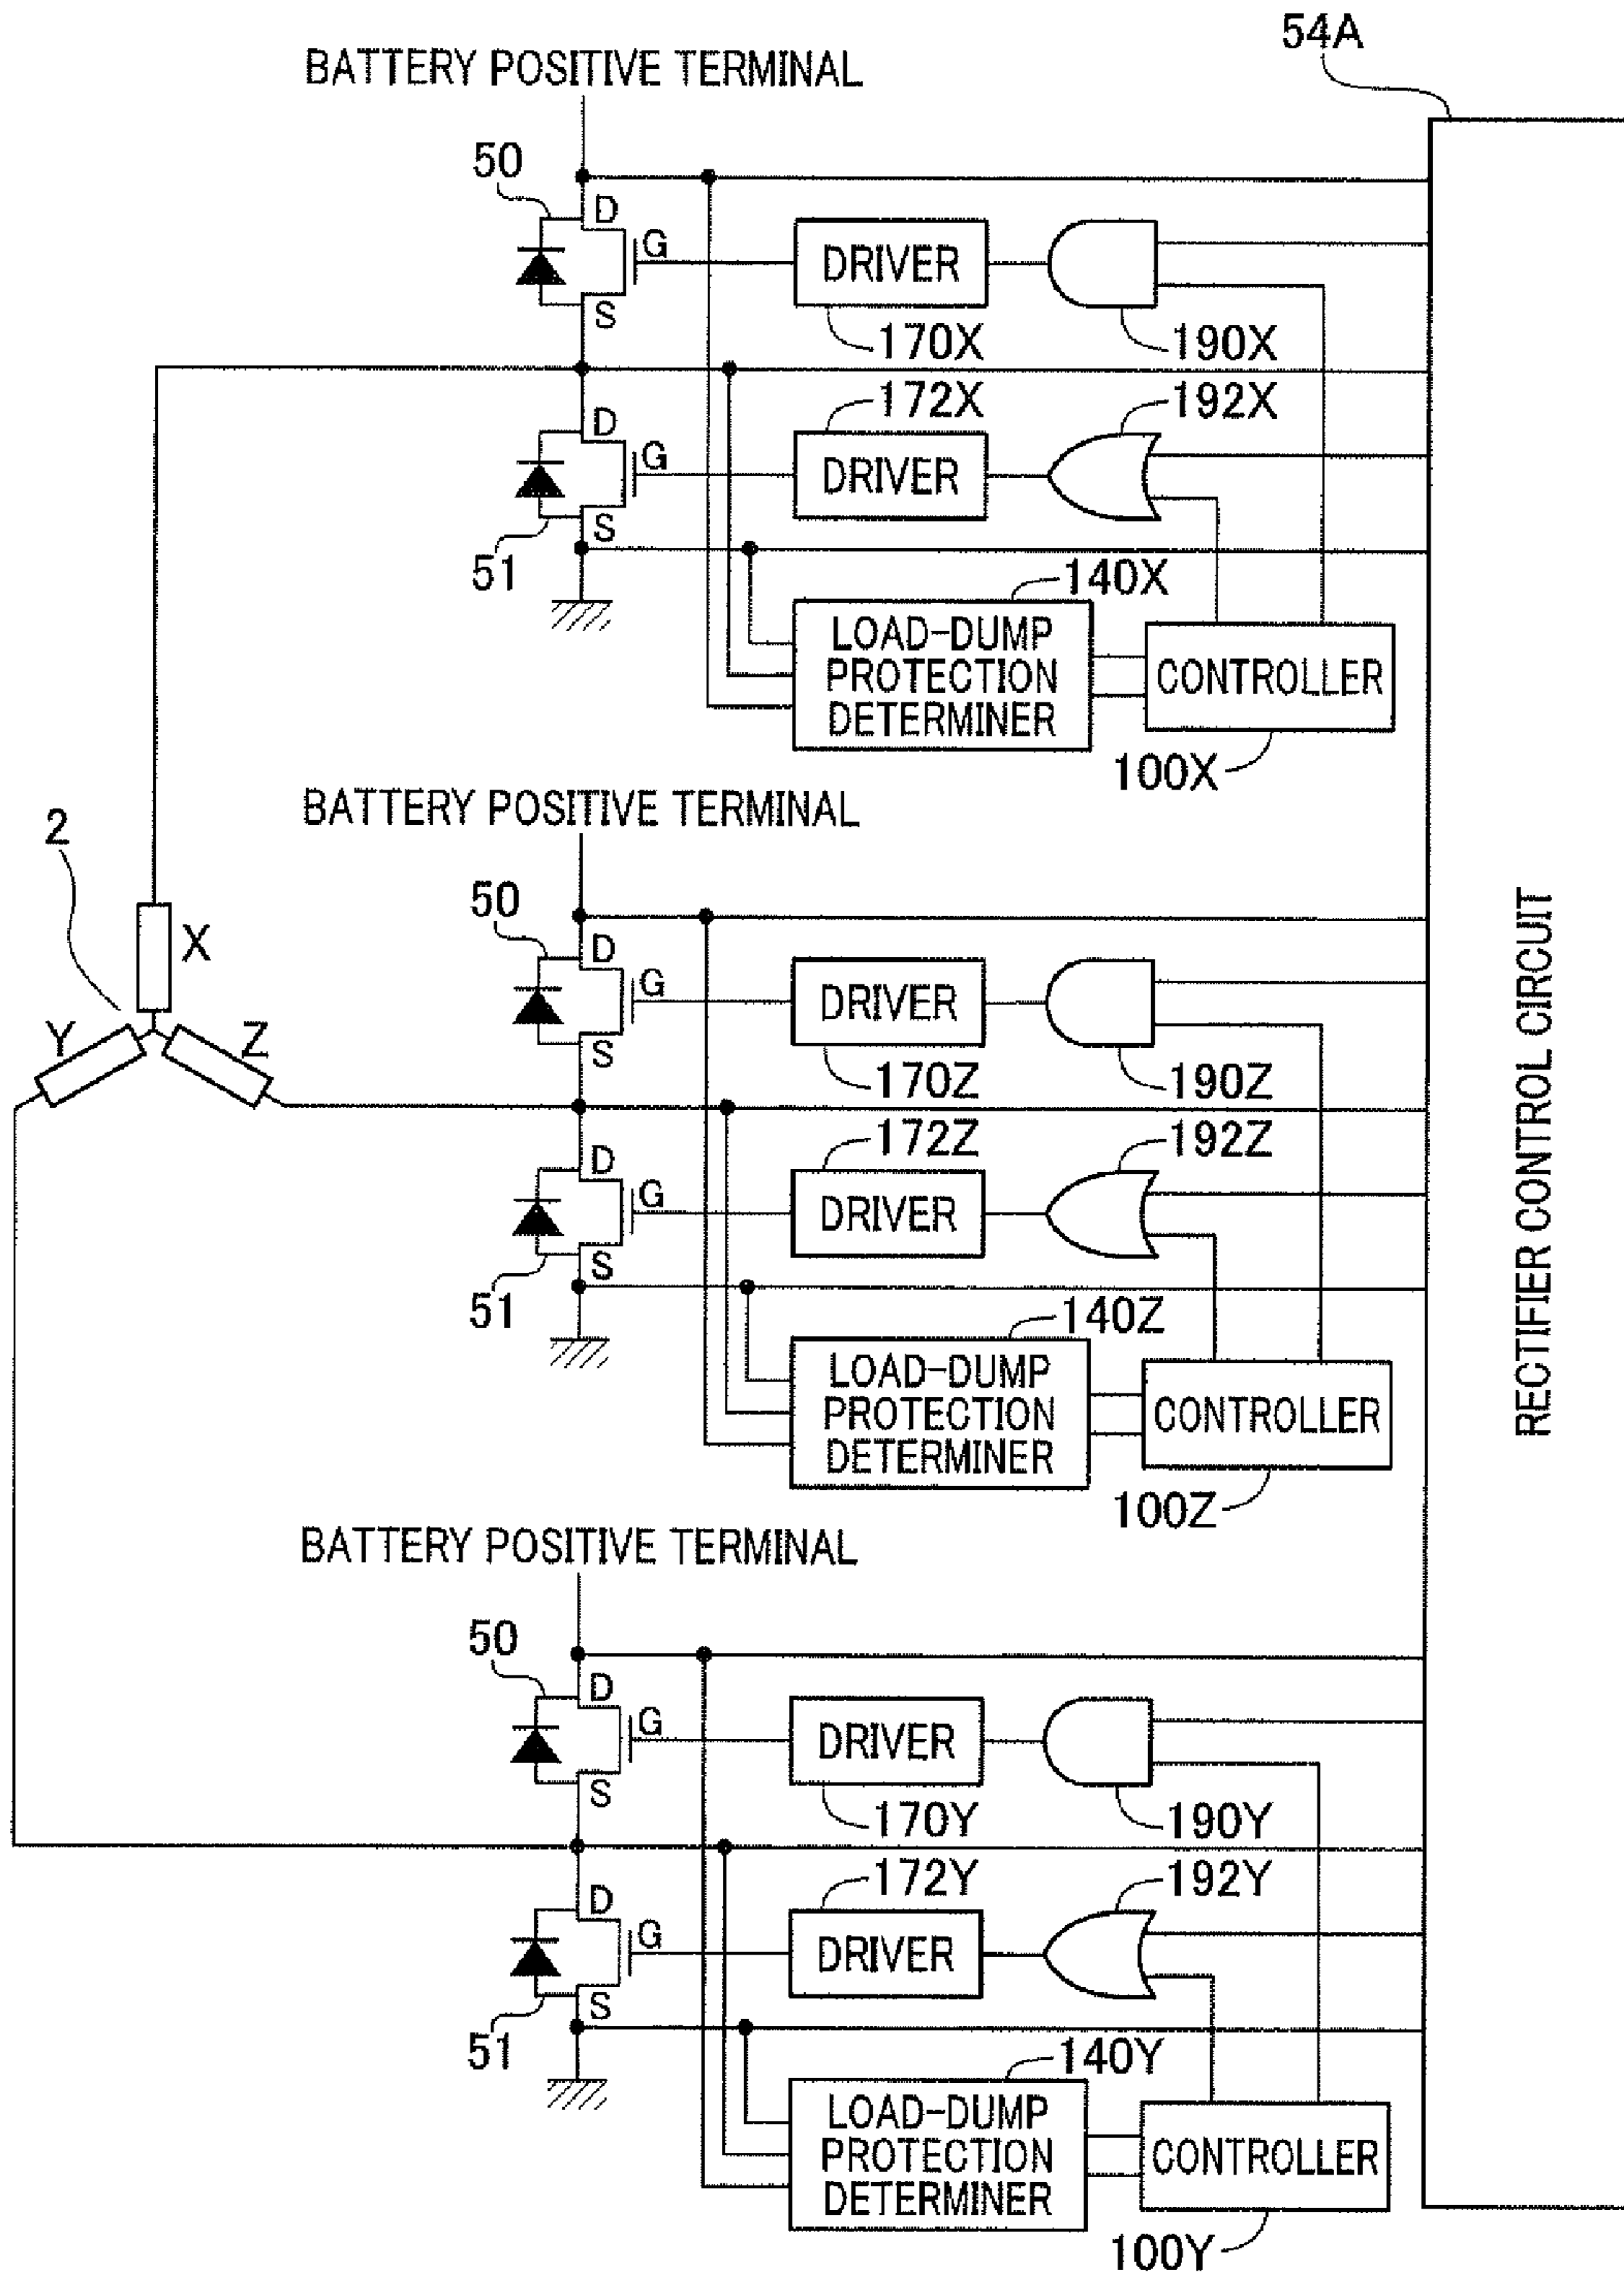 54A
BATTERY POSITIVE TERMINAL
50
D
G
S
DRIVER
170X
190X
172X
192X
D
G
S
DRIVER
51
140X
LOAD-DUMP
PROTECTION
DETERMINER
CONTROLLER
100X
BATTERY POSITIVE TERMINAL
2
X
Y
Z
50
D
G
S
DRIVER
170Z
190Z
172Z
192Z
D
G
S
DRIVER
51
140Z
LOAD-DUMP
PROTECTION
DETERMINER
CONTROLLER
100Z
RECTIFIER CONTROL CIRCUIT
BATTERY POSITIVE TERMINAL
50
D
G
S
DRIVER
170Y
190Y
172Y
192Y
D
G
S
DRIVER
51
140Y
LOAD-DUMP
PROTECTION
DETERMINER
CONTROLLER
100Y